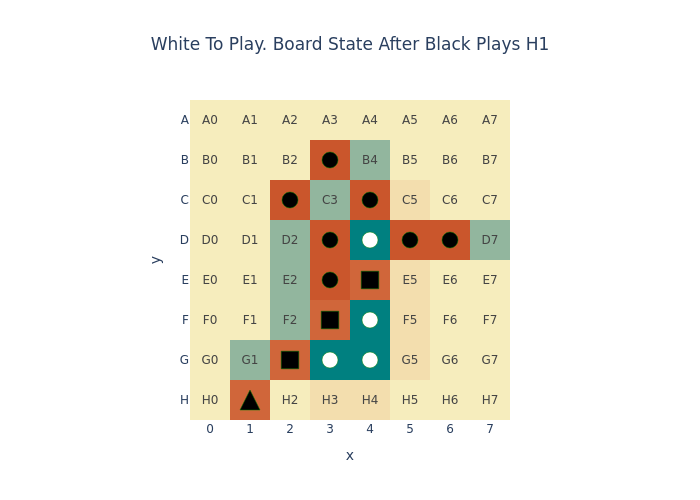 White To Play. Board State After Black Plays H1
A A0 A1 A2 A3 A4 A5 A6 A7
B B0 B1 B2 B4 B5 B6 B7
C C0 C1 C3 C5 C6 C7
D D0 D1 D2 D7
E E0 E1 E2 E5 E6 E7
F F0 F1 F2 F5 F6 F7
G G0 G1 G5 G6 G7
H H0 H2 H3 H4 H5 H6 H7
0 1 2 3 4 5 6 7
x
y